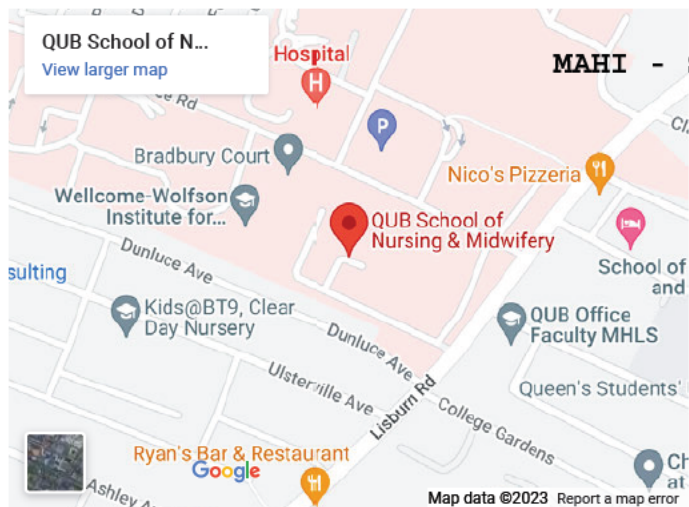 QUB School of N...
View larger map
Hospital
H
MAHI -
Rd
P
Bradbury Court
Nico's Pizzeria
Wellcome-Wolfson
Institute for...
QUB School of
Nursing & Midwifery
School of
and
Dunluce Ave
sulting
Kids@BT9, Clear
Day Nursery
QUB Office
Faculty MHLS
Dunluce Ave
Ulsterville Ave
Lisburn Rd
College Gardens
Queen's Students'
Ryan's Bar & Restaurant
Google
Ashley
Ch
at
Map data ©2023 Report a map error